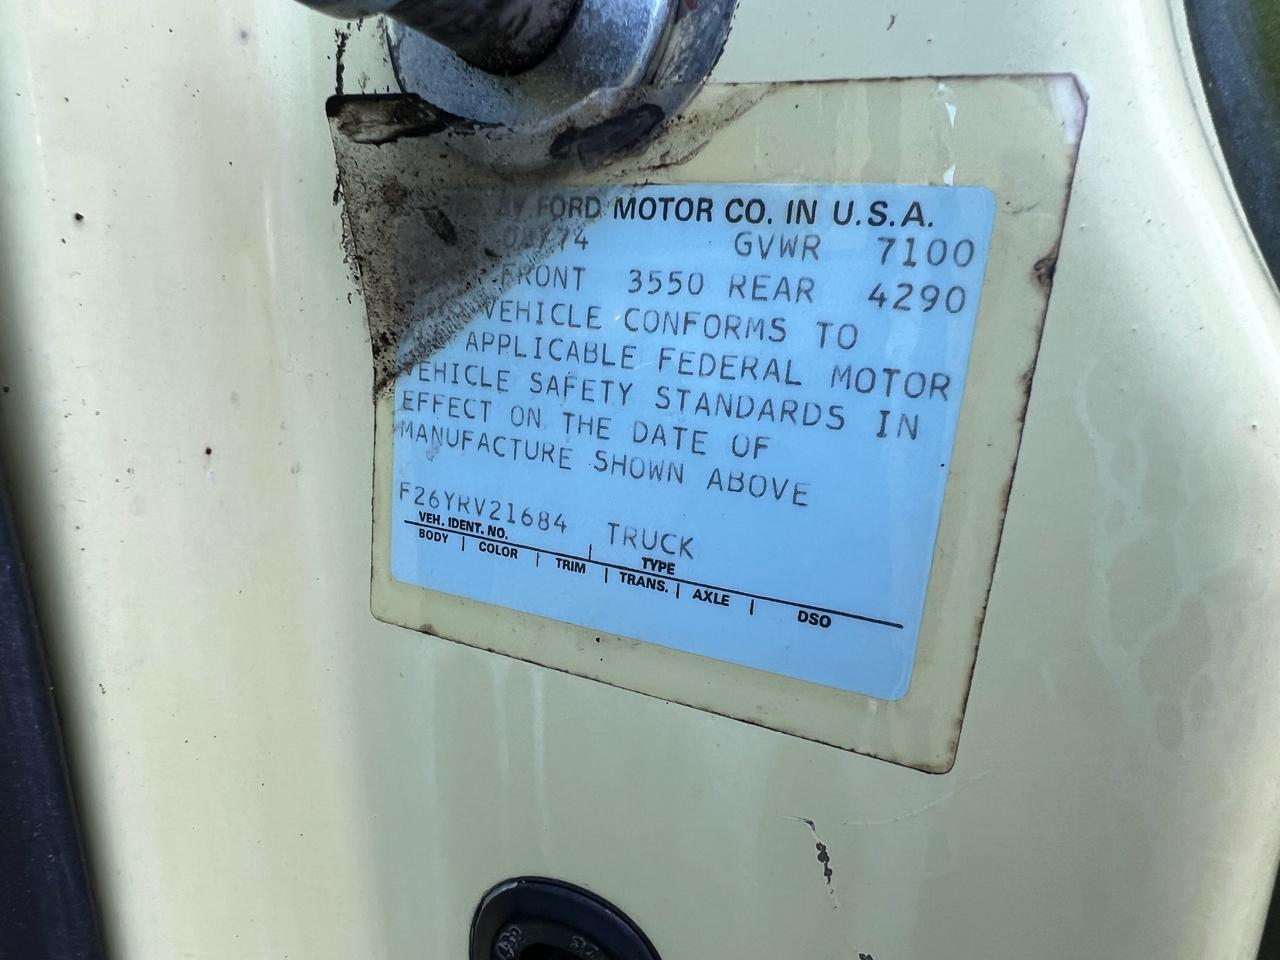 FORD MOTOR CO. IN U.S.A.
74 GVWR 7100
FRONT 3550 REAR 4290
VEHICLE CONFORMS TO
APPLICABLE FEDERAL MOTOR
VEHICLE SAFETY STANDARDS IN
EFFECT ON THE DATE OF
MANUFACTURE SHOWN ABOVE
F26YRV21684 TRUCK
VEH. IDENT. NO. TYPE
BODY COLOR TRIM TRANS. AXLE DSO